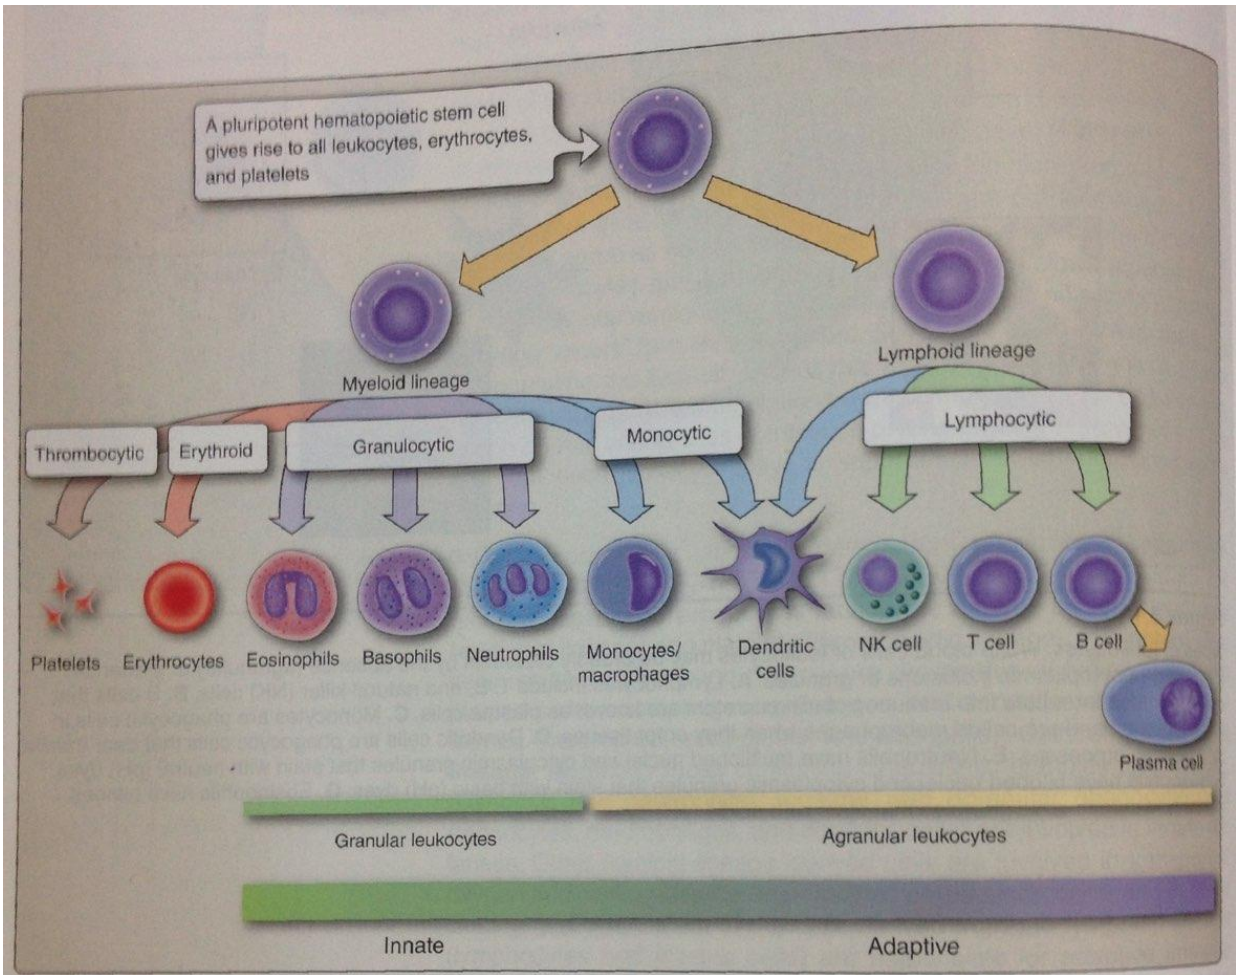 A pluripotent hematopoietic stem cell
gives rise to all leukocytes, erythrocytes,
and platelets
Myeloid lineage
Lymphoid lineage
Thrombocytic
Erythroid
Granulocytic
Monocytic
Lymphocytic
Platelets
Erythrocytes
Eosinophils
Basophils
Neutrophils
Monocytes/
macrophages
Dendritic
cells
NK cell
T cell
B cell
Plasma cell
Granular leukocytes
Agranular leukocytes
Innate
Adaptive